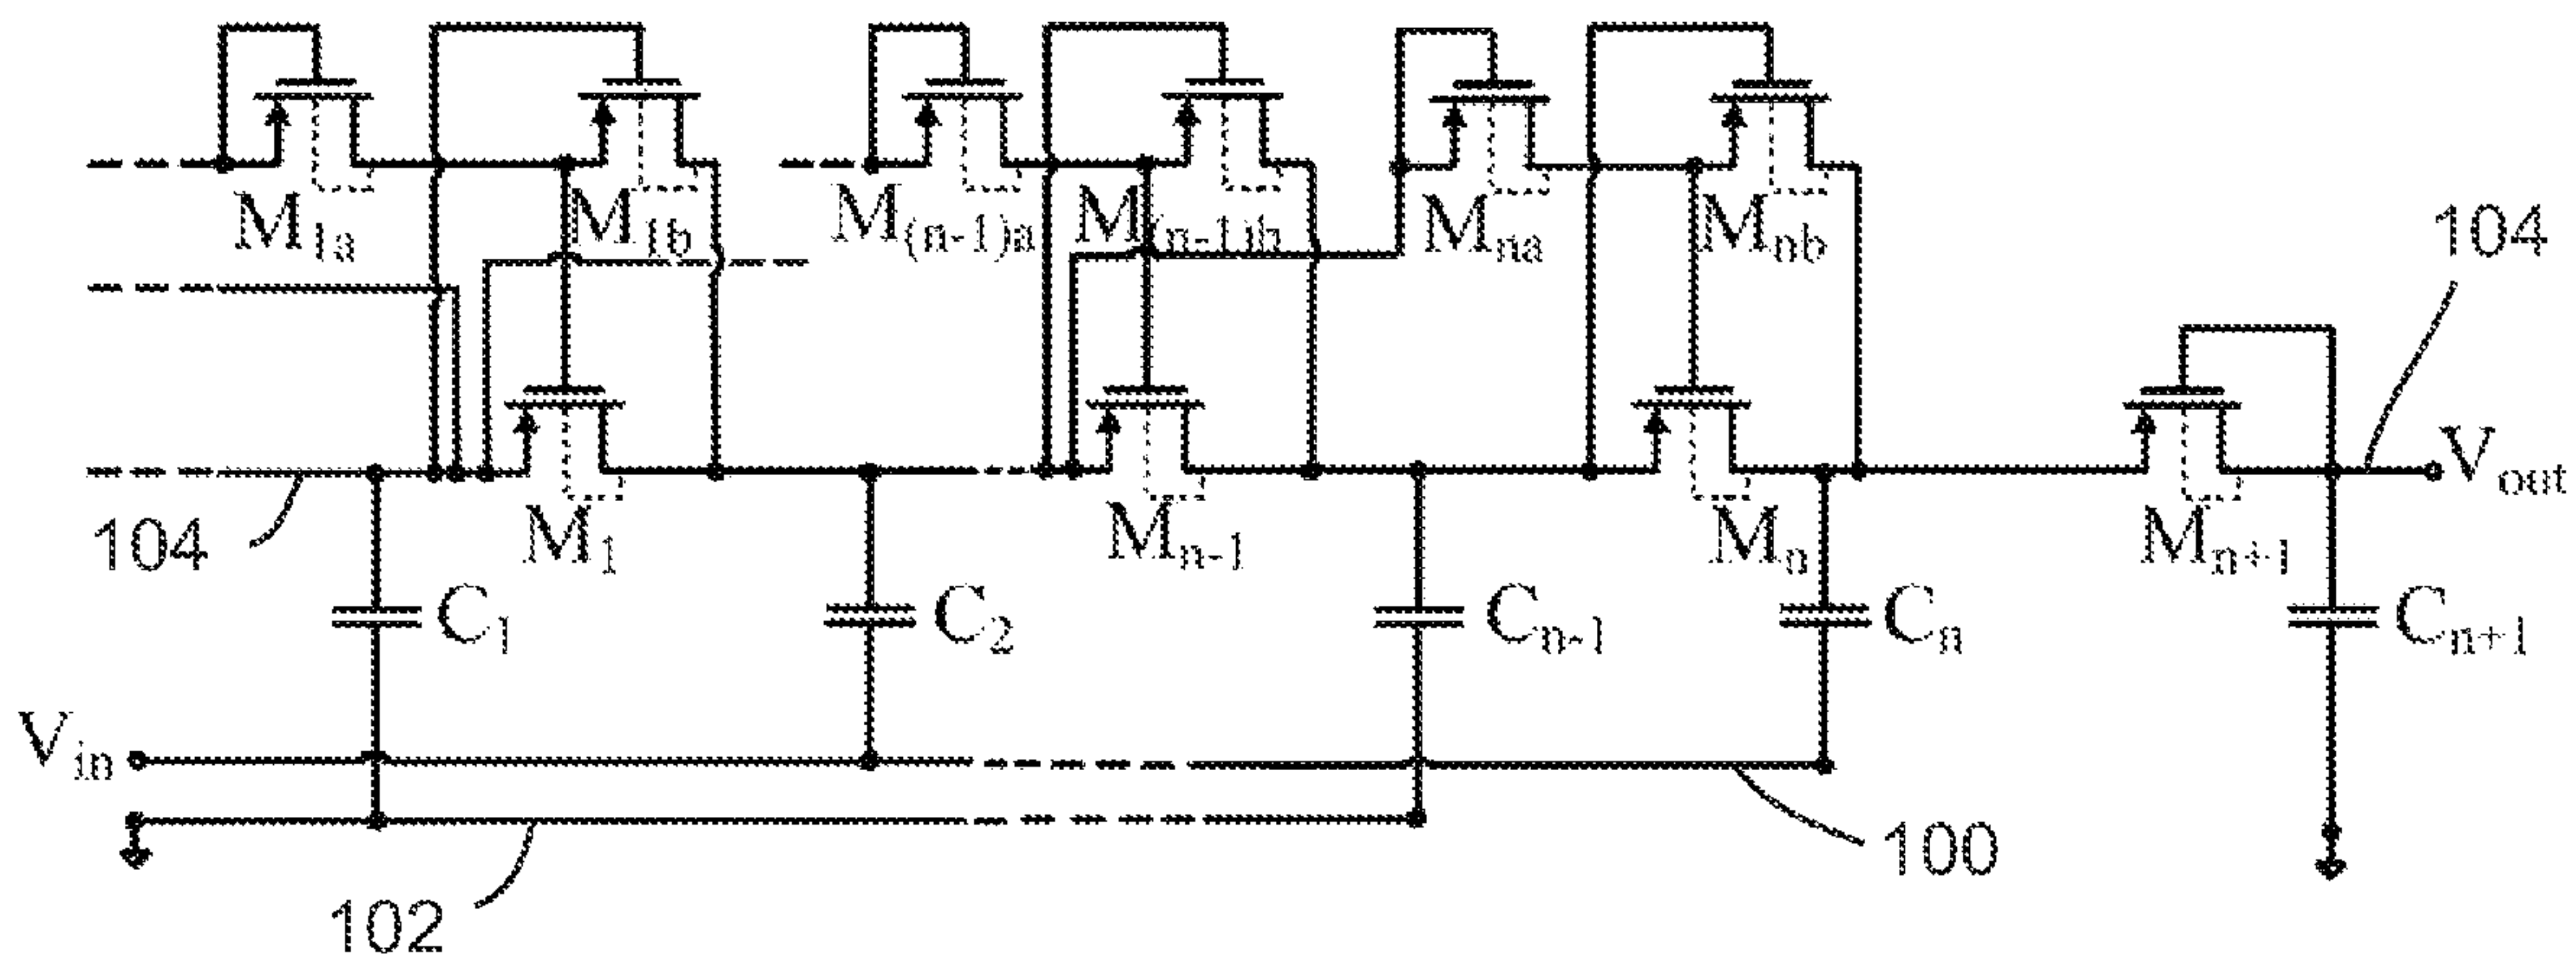 M1a M1b M(n-1)a M(n-1)b Mna Mnb 104
104 M1 Mn-1 Mn Mn+1 Vout
C1 C2 Cn-1 Cn Cn+1
Vin
100
102